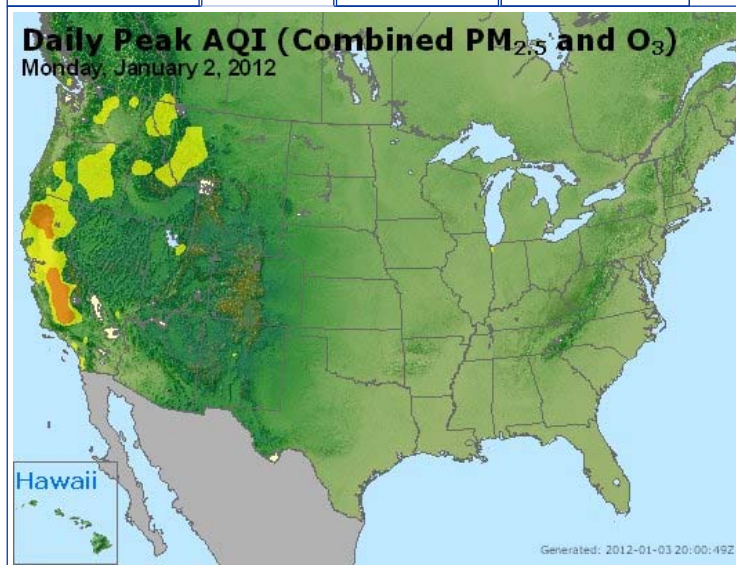 Daily Peak AQI (Combined PM2.5 and O3)
Monday, January 2, 2012
Hawaii
Generated: 2012-01-03 20:00:49Z